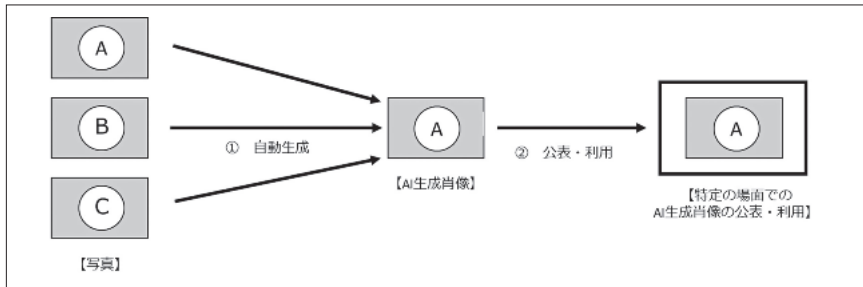 A
B
C
① 自動生成
A
② 公表・利用
A
【AI生成肖像】
【特定の場面での
AI生成肖像の公表・利用】
【写真】